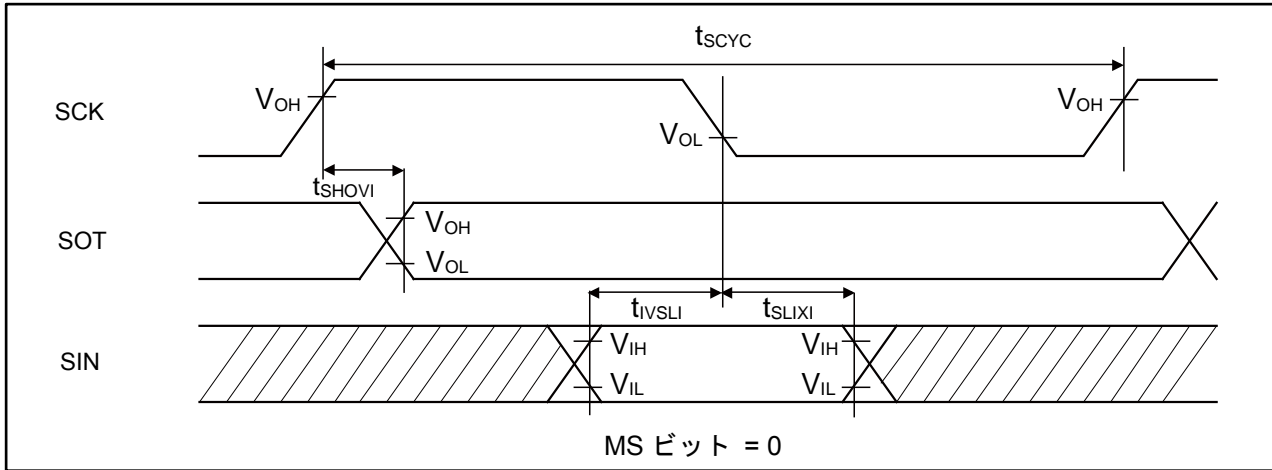 tSCYC
SCK
VOH
VOH
VOL
tSHOVI
SOT
VOH
VOL
tIVSLI
tSLIXI
SIN
VIH
VIH
VIL
VIL
MS ビット = 0